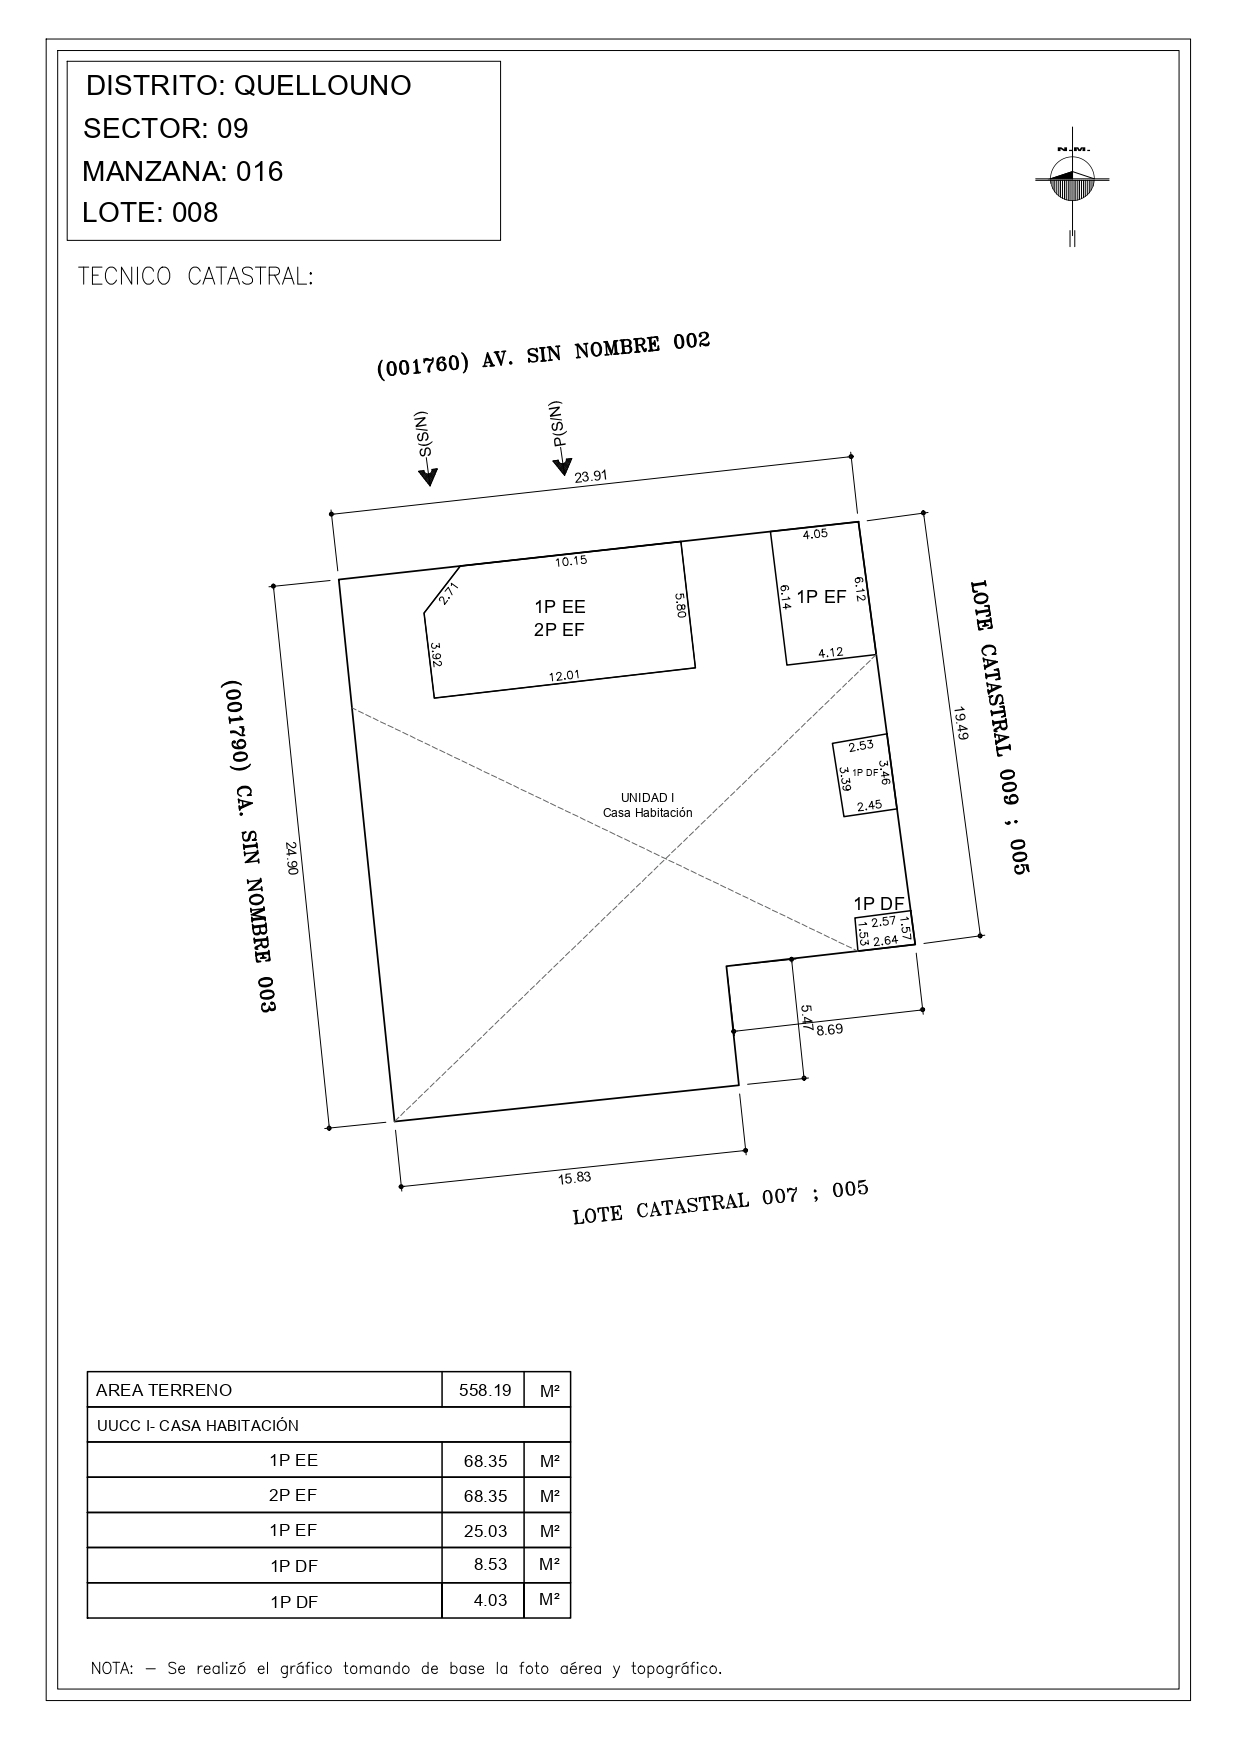 DISTRITO: QUELLOUNO
SECTOR: 09
MANZANA: 016
LOTE: 008
N.M.
TECNICO CATASTRAL:
(001760) AV. SIN NOMBRE 002
S(S/N)
P(S/N)
23.91
4.05
10.15
2.71
1P EE
2P EF
5.80
3.92
12.01
6.14
1P EF
6.12
4.12
LOTE CATASTRAL 009 ; 005
19.49
(001790) CA. SIN NOMBRE 003
24.90
2.53
3.39
1P DF
3.46
2.45
UNIDAD I
Casa Habitación
1P DF
2.57
1.53
1.57
2.64
5.47
8.69
15.83
LOTE CATASTRAL 007 ; 005
AREA TERRENO 558.19 M²
UUCC I- CASA HABITACIÓN
1P EE 68.35 M²
2P EF 68.35 M²
1P EF 25.03 M²
1P DF 8.53 M²
1P DF 4.03 M²
NOTA: – Se realizó el gráfico tomando de base la foto aérea y topográfico.